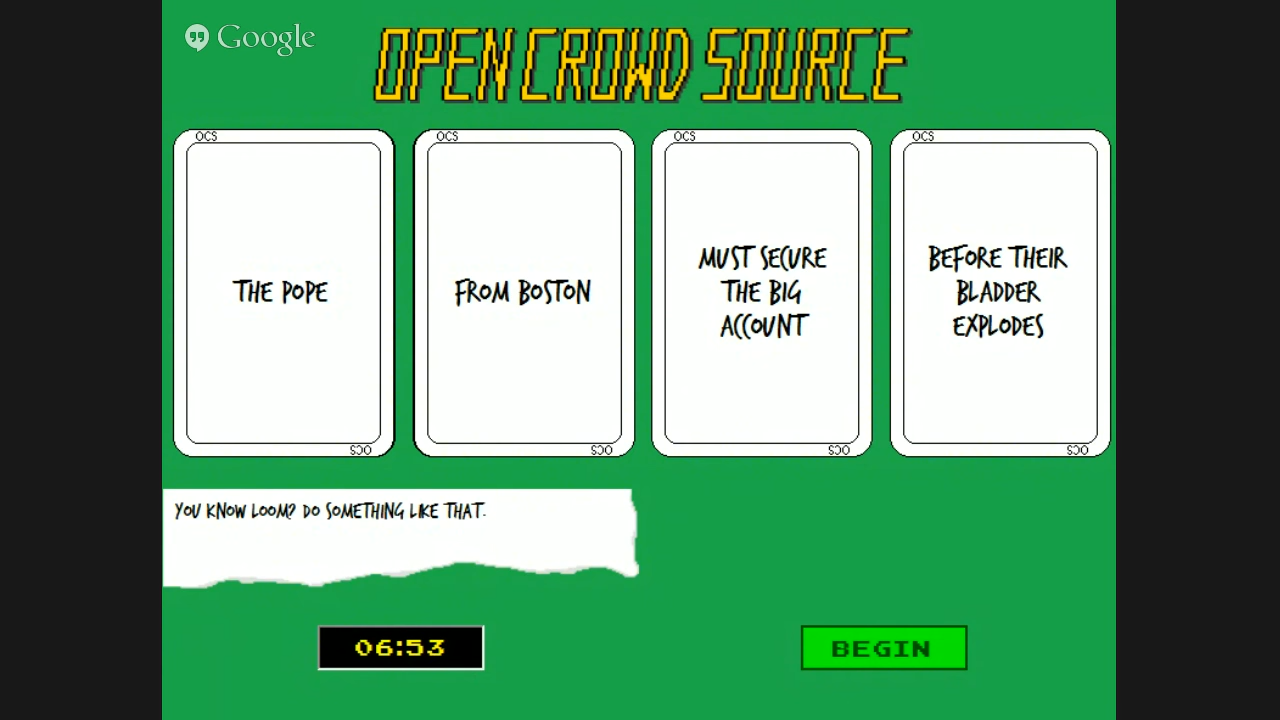 Google
OPEN CROWD SOURCE
OCS
OCS
OCS
OCS
THE POPE
FROM BOSTON
MUST SECURE
THE BIG
ACCOUNT
BEFORE THEIR
BLADDER
EXPLODES
OCS
OCS
OCS
OCS
YOU KNOW LOOM? DO SOMETHING LIKE THAT.
06:53
BEGIN